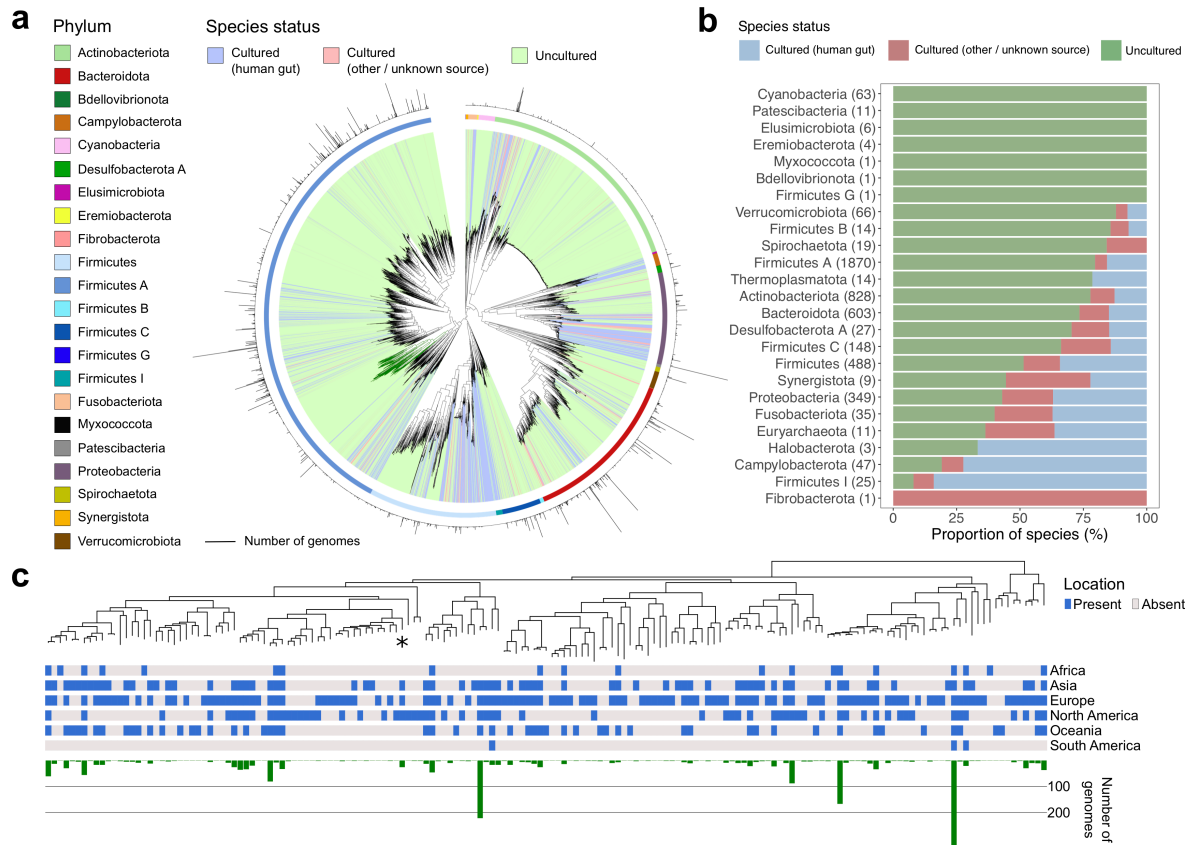 a
Phylum
Actinobacteriota
Bacteroidota
Bdellovibrionota
Campylobacterota
Cyanobacteria
Desulfobacterota A
Elusimicrobiota
Eremiobacterota
Fibrobacterota
Firmicutes
Firmicutes A
Firmicutes B
Firmicutes C
Firmicutes G
Firmicutes I
Fusobacteriota
Myxococcota
Patescibacteria
Proteobacteria
Spirochaetota
Synergistota
Verrucomicrobiota
Species status
Cultured
(human gut)
Cultured
(other / unknown source)
Uncultured
Number of genomes
b
Species status
Cultured (human gut)
Cultured (other / unknown source)
Uncultured
Cyanobacteria (63)
Patescibacteria (11)
Elusimicrobiota (6)
Eremiobacterota (4)
Myxococcota (1)
Bdellovibrionota (1)
Firmicutes G (1)
Verrucomicrobiota (66)
Firmicutes B (14)
Spirochaetota (19)
Firmicutes A (1870)
Thermoplasmatota (14)
Actinobacteriota (828)
Bacteroidota (603)
Desulfobacterota A (27)
Firmicutes C (148)
Firmicutes (488)
Synergistota (9)
Proteobacteria (349)
Fusobacteriota (35)
Euryarchaeota (11)
Halobacterota (3)
Campylobacterota (47)
Firmicutes I (25)
Fibrobacterota (1)
0 25 50 75 100
Proportion of species (%)
c
*
Location
Present
Absent
Africa
Asia
Europe
North America
Oceania
South America
100
200
Number of
genomes